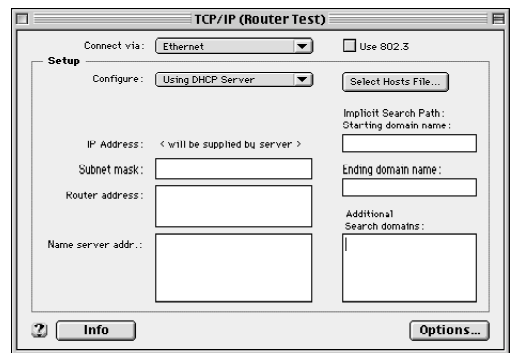 TCP/IP (Router Test)
Connect via: Ethernet
Use 802.3
Setup
Configure: Using DHCP Server
Select Hosts File...
Implicit Search Path:
Starting domain name:
IP Address: < will be supplied by server >
Subnet mask:
Ending domain name:
Router address:
Additional
Search domains:
Name server addr.:
?
Info
Options...